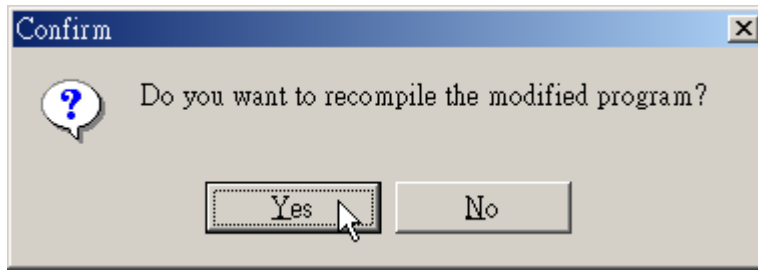 Confirm
Do you want to recompile the modified program?
Yes
No